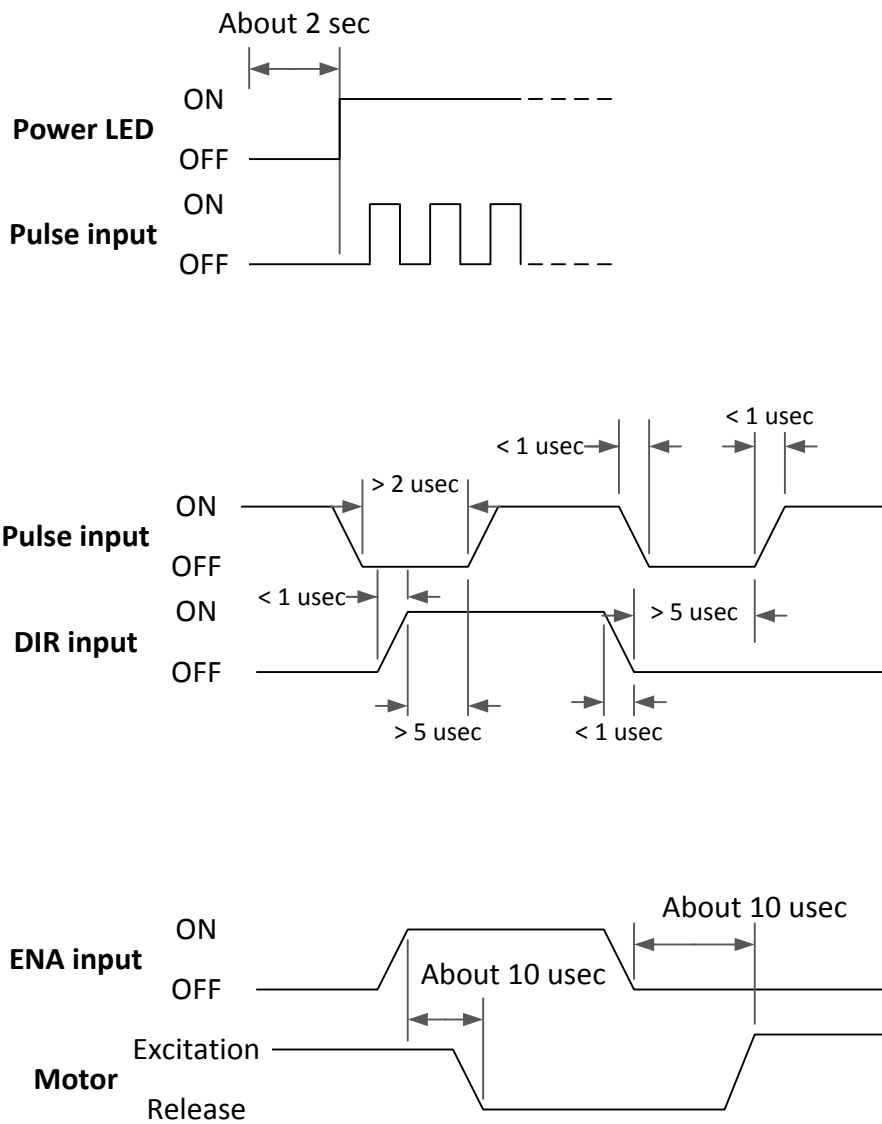 About 2 sec
ON
Power LED
OFF
ON
Pulse input
OFF
< 1 usec
< 1 usec
> 2 usec
ON
Pulse input
OFF
< 1 usec
ON
> 5 usec
DIR input
OFF
> 5 usec
< 1 usec
About 10 usec
ON
ENA input
About 10 usec
OFF
Excitation
Motor
Release